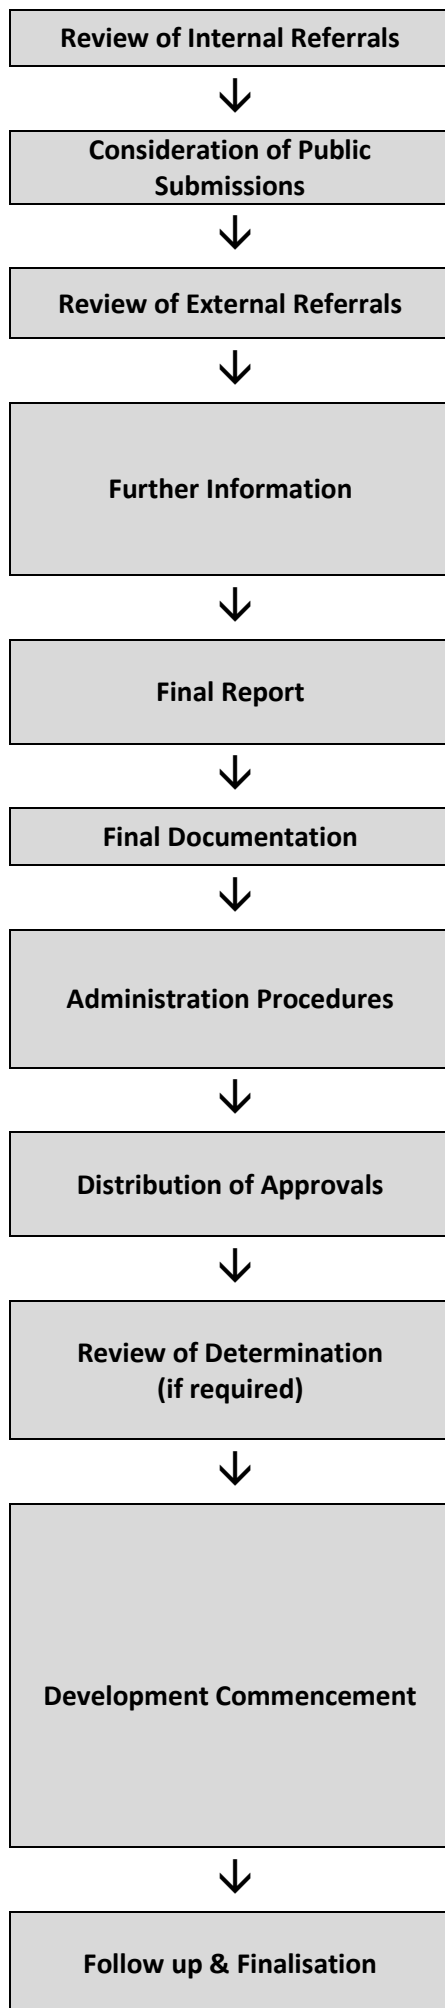 Review of Internal Referrals
Consideration of Public
Submissions
Review of External Referrals
Further Information
Final Report
Final Documentation
Administration Procedures
Distribution of Approvals
Review of Determination
(if required)
Development Commencement
Follow up & Finalisation